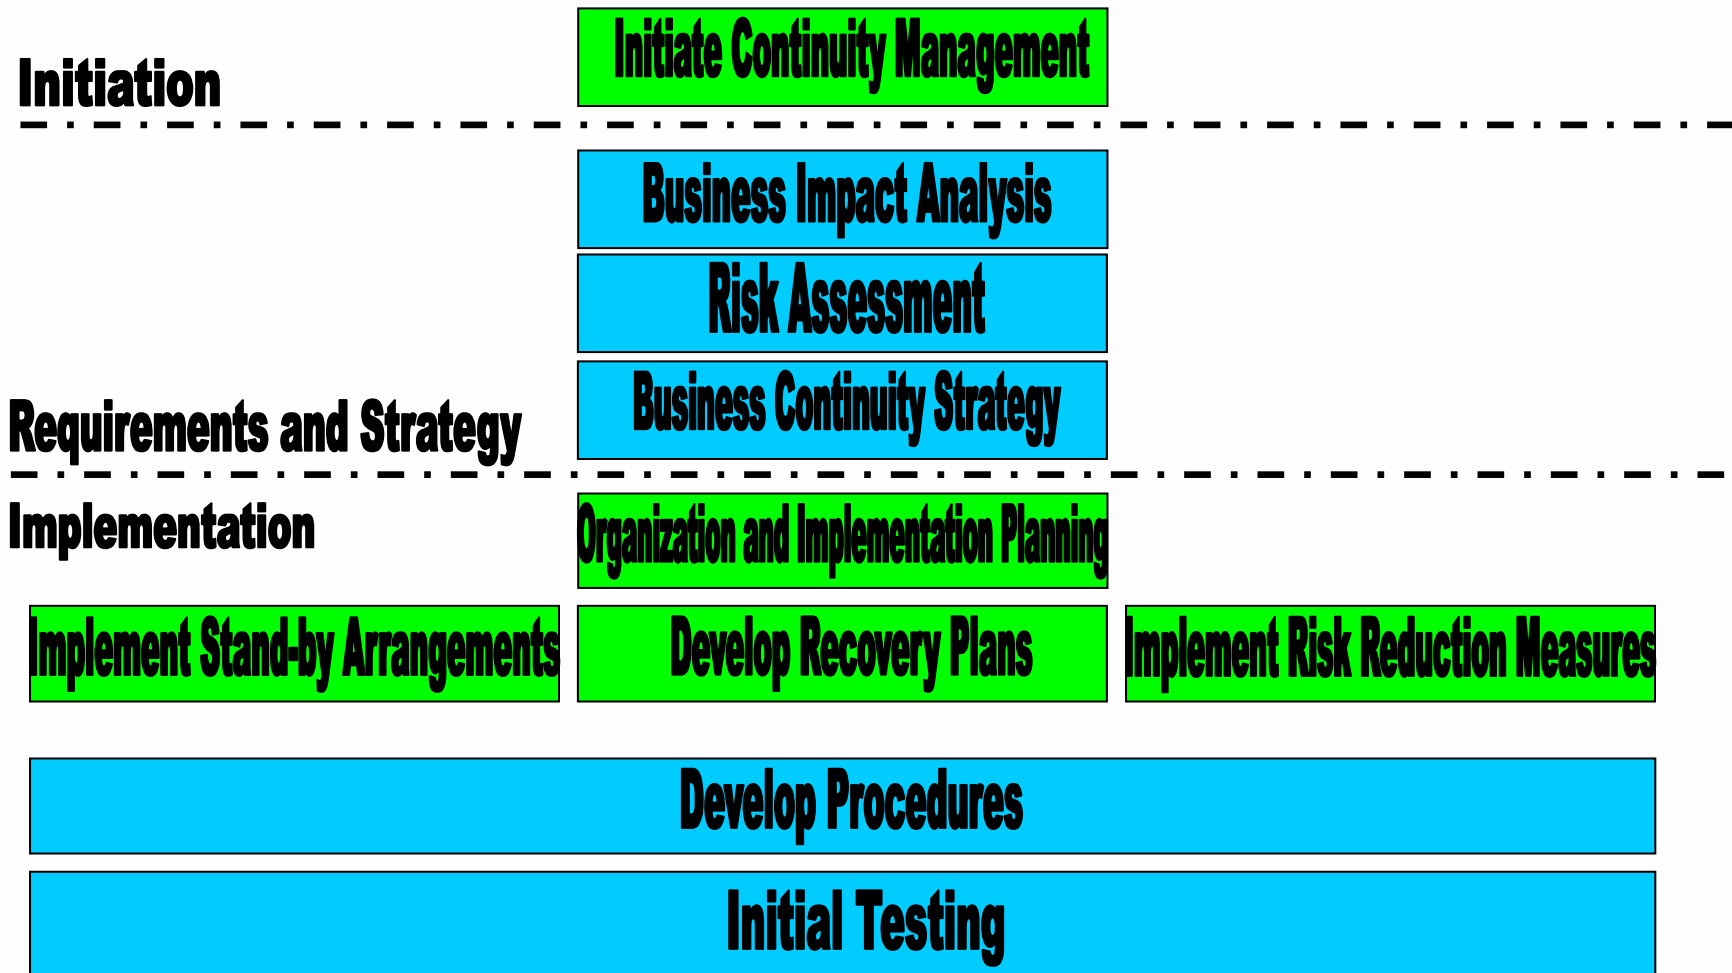 Initiate Continuity Management
Initiation
Business Impact Analysis
Risk Assessment
Business Continuity Strategy
Requirements and Strategy
Implementation
Organization and Implementation Planning
Implement Stand-by Arrangements
Develop Recovery Plans
Implement Risk Reduction Measures
Develop Procedures
Initial Testing